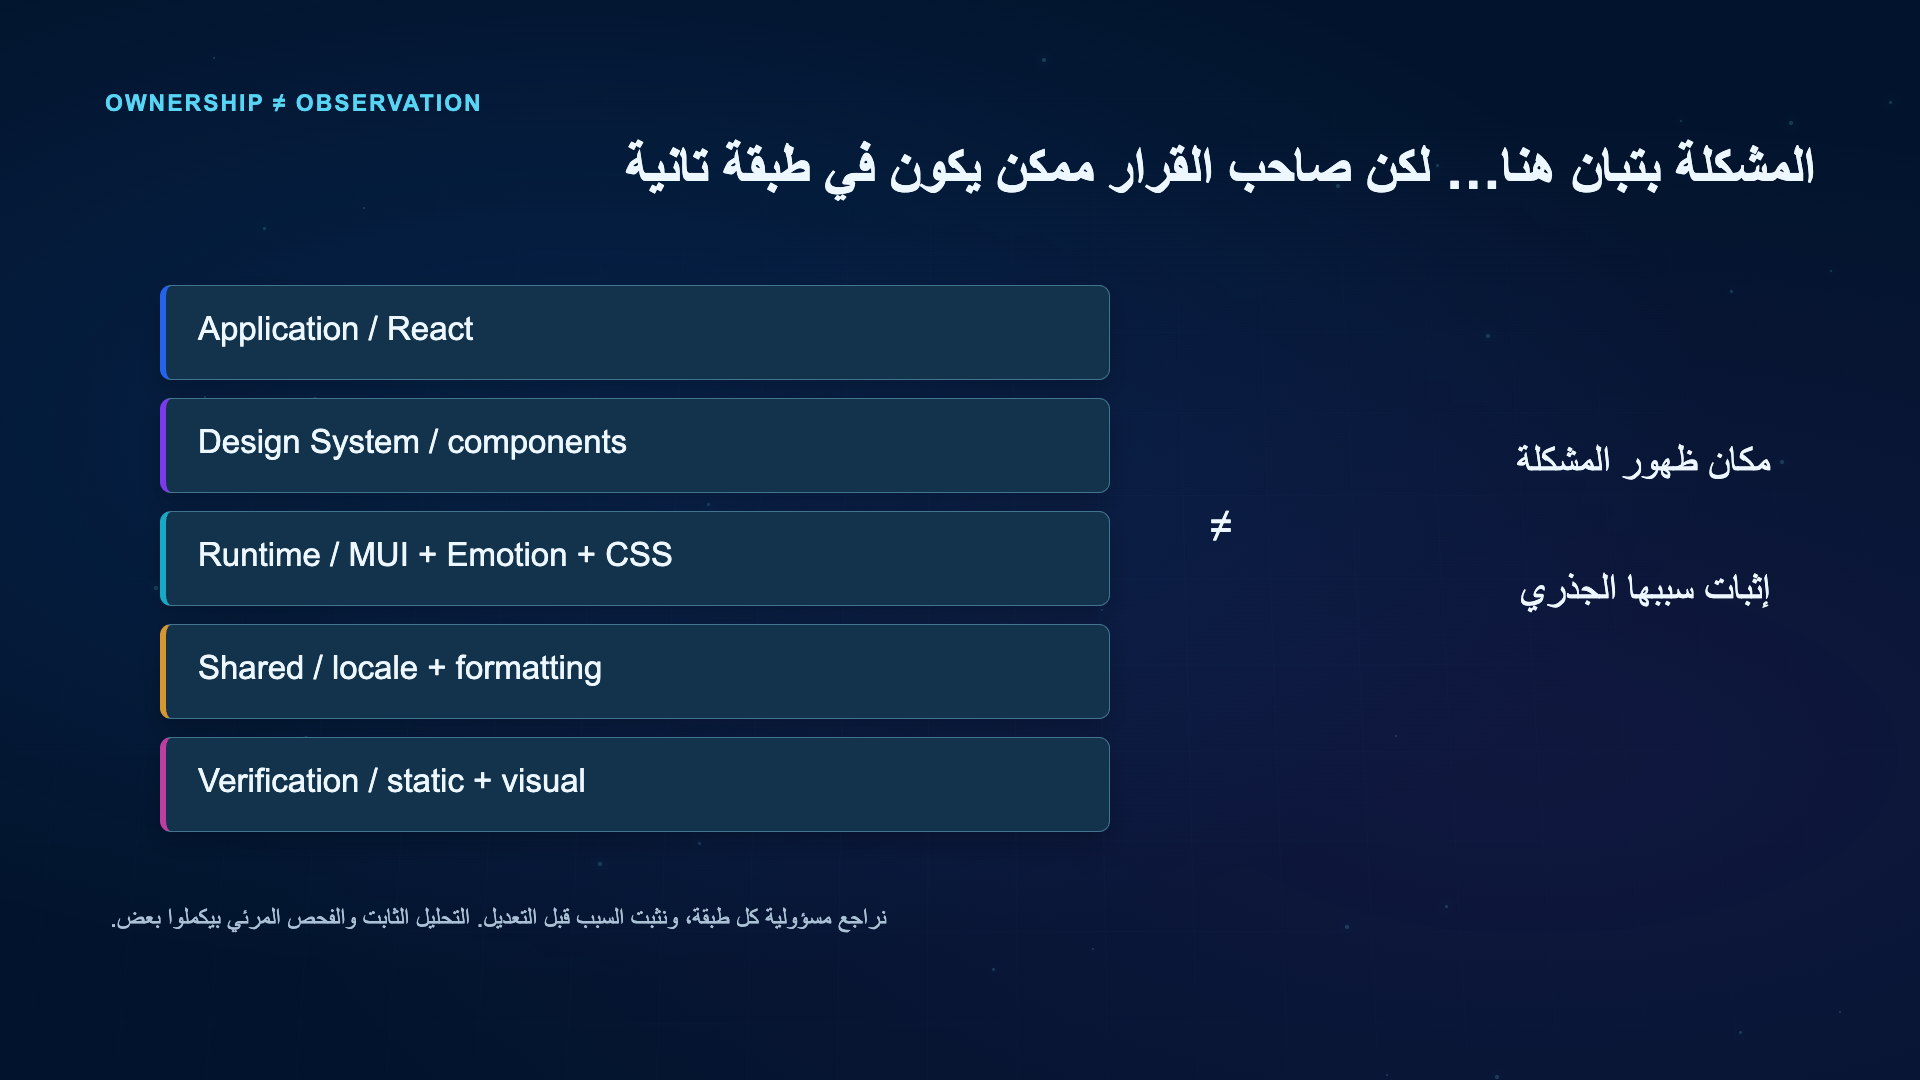 OWNERSHIP ≠ OBSERVATION
المشكلة بتبان هنا... لكن صاحب القرار ممكن يكون في طبقة تانية
Application / React
Design System / components
Runtime / MUI + Emotion + CSS
Shared / locale + formatting
Verification / static + visual
مكان ظهور المشكلة
≠
إثبات سببها الجذري
نراجع مسؤولية كل طبقة، ونثبت السبب قبل التعديل. التحليل الثابت والفحص المرئي بيكملوا بعض.